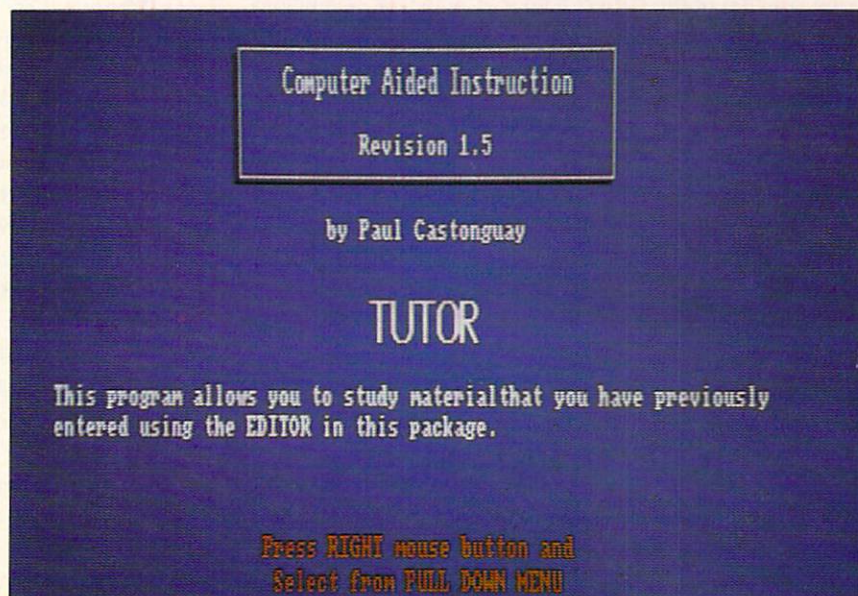 Computer Aided Instruction
Revision 1.5
by Paul Castonguay
TUTOR
This program allows you to study materialthat you have previously
entered using the EDITOR in this package.
Press RIGHT mouse button and
Select from PULL DOWN MENU